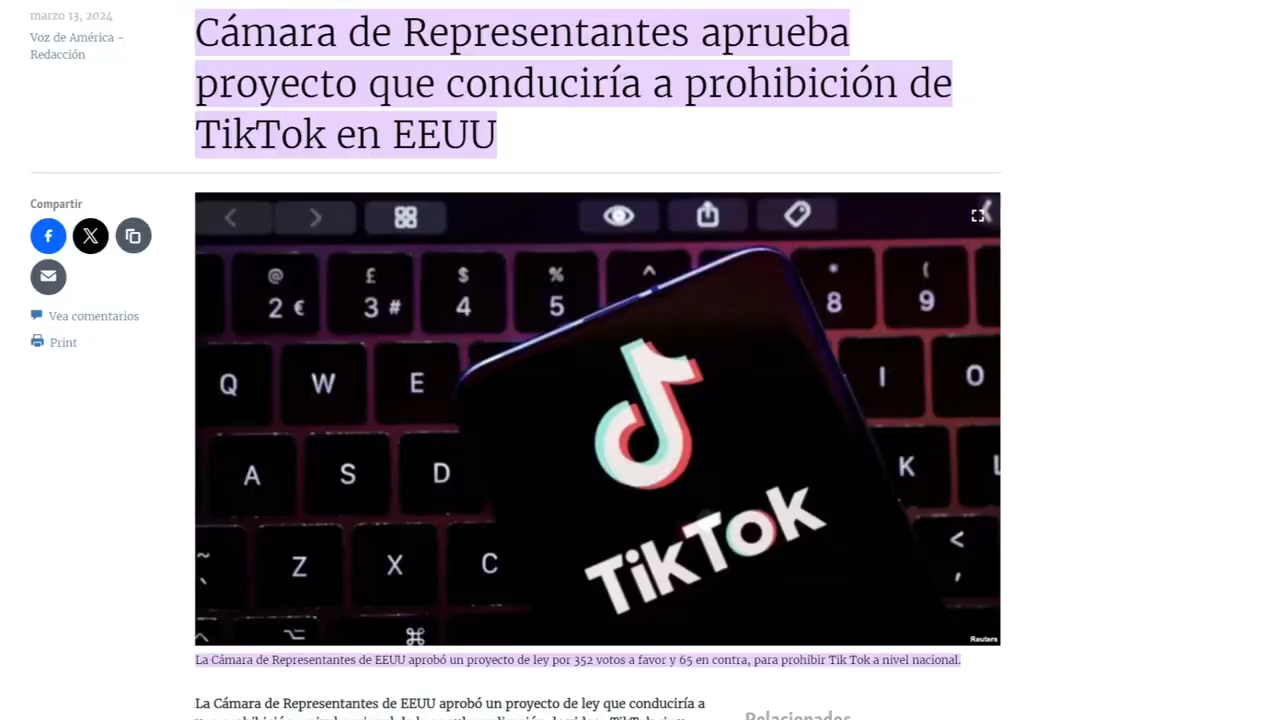 marzo 13, 2024
Voz de América -
Redacción
Cámara de Representantes aprueba
proyecto que conduciría a prohibición de
TikTok en EEUU
Compartir
Vea comentarios
Print
@ £ $ % ^ * (
2 € 3 # 4 5 8 9
Q W E I O
A S D K L
~ Z X C <
` ,
^ ⌥ ⌘
TikTok
Reuters
La Cámara de Representantes de EEUU aprobó un proyecto de ley por 352 votos a favor y 65 en contra, para prohibir Tik Tok a nivel nacional.
La Cámara de Representantes de EEUU aprobó un proyecto de ley que conduciría a
Relacionados